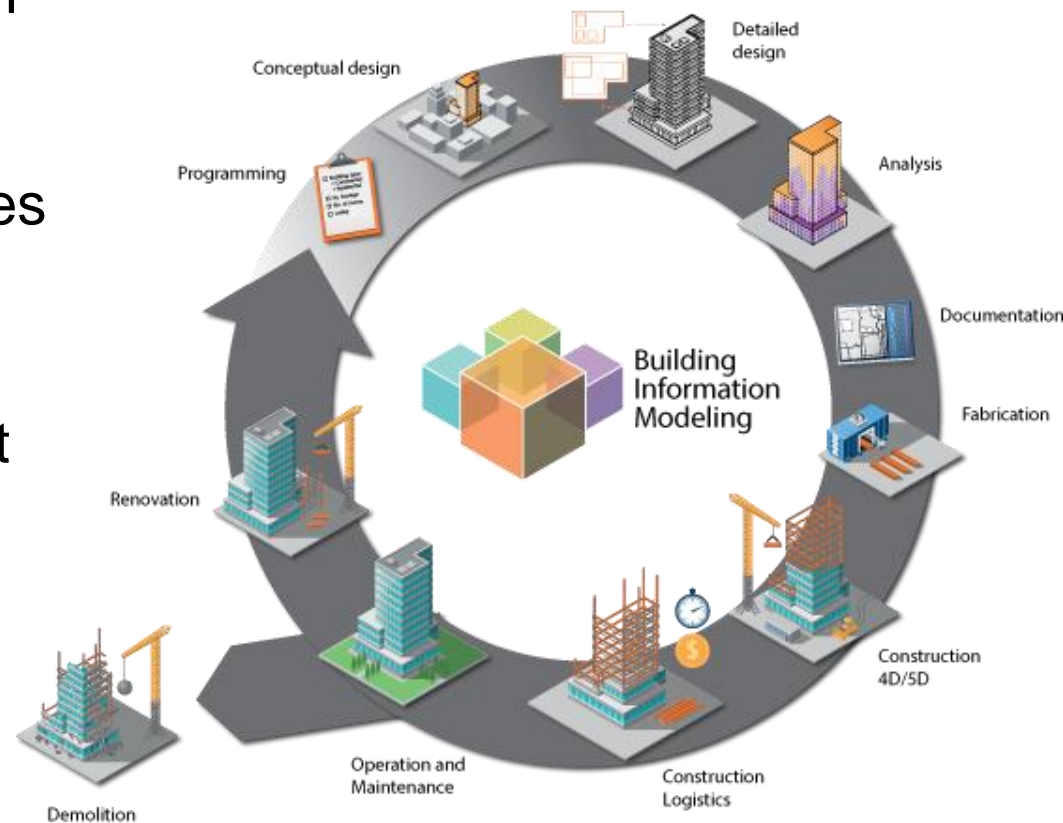 es
t
Conceptual design
Detailed
design
Programming
Analysis
Documentation
Building
Information
Modeling
Fabrication
Renovation
Construction
4D/5D
Operation and
Maintenance
Construction
Logistics
Demolition
$